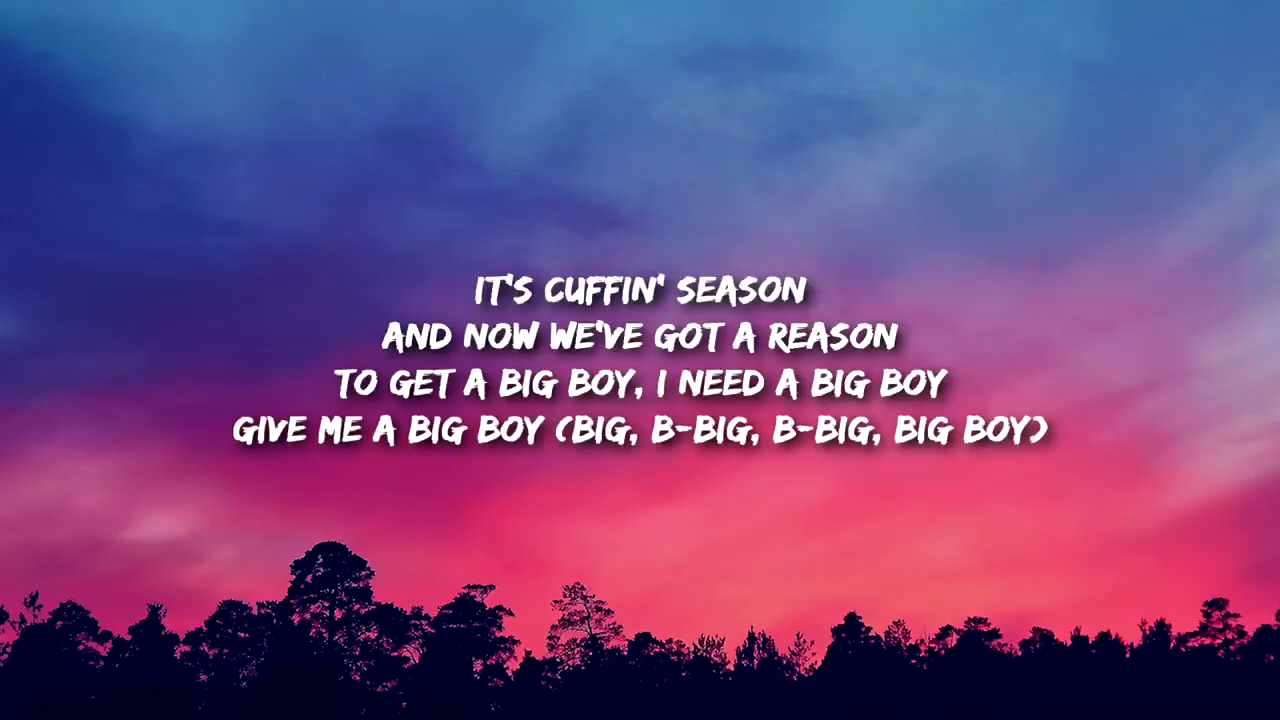 IT'S CUFFIN' SEASON
AND NOW WE'VE GOT A REASON
TO GET A BIG BOY, I NEED A BIG BOY
GIVE ME A BIG BOY (BIG, B-BIG, B-BIG, BIG BOY)